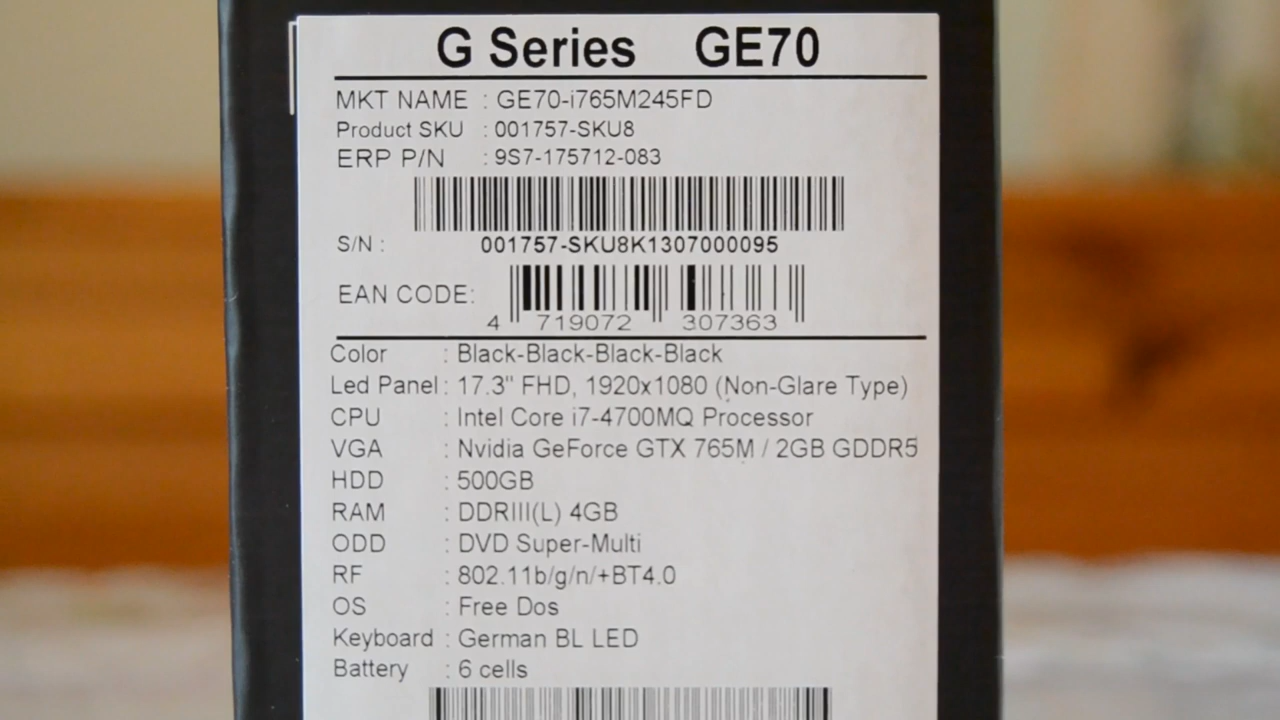 G Series GE70
MKT NAME : GE70-i765M245FD
Product SKU : 001757-SKU8
ERP P/N : 9S7-175712-083
S/N : 001757-SKU8K1307000095
EAN CODE:
4 719072 307363
Color : Black-Black-Black-Black
Led Panel : 17.3" FHD, 1920x1080 (Non-Glare Type)
CPU : Intel Core i7-4700MQ Processor
VGA : Nvidia GeForce GTX 765M / 2GB GDDR5
HDD : 500GB
RAM : DDRIII(L) 4GB
ODD : DVD Super-Multi
RF : 802.11b/g/n/+BT4.0
OS : Free Dos
Keyboard : German BL LED
Battery : 6 cells